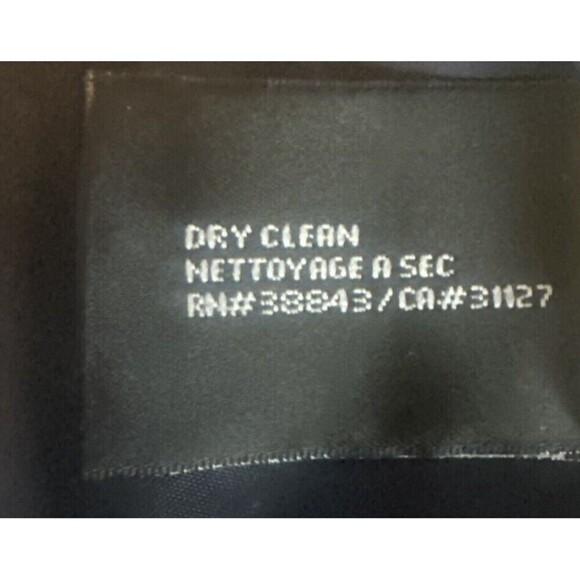 DRY CLEAN
NETTOYAGE A SEC
RN#38843/CA#31127